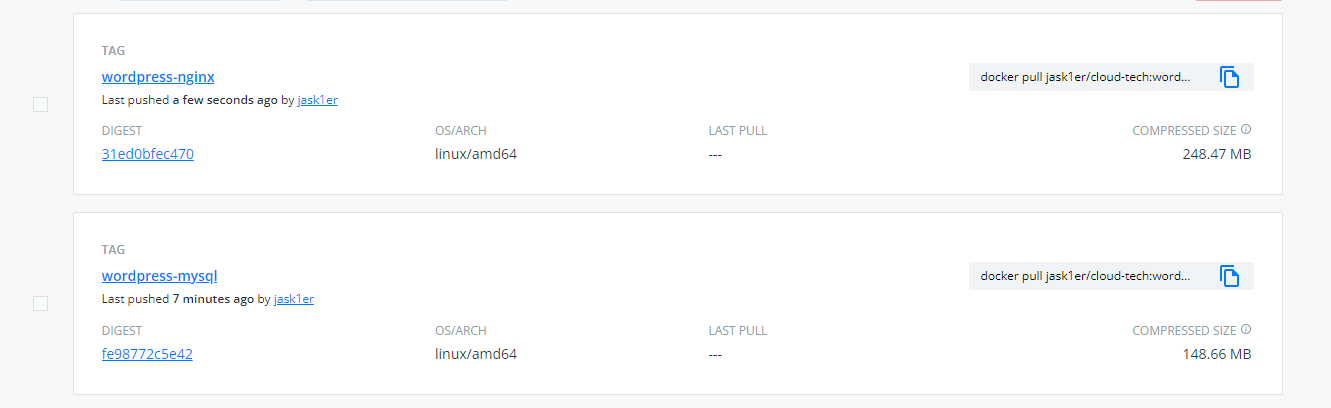 TAG
wordpress-nginx
docker pull jask1er/cloud-tech:word...
Last pushed a few seconds ago by jask1er
DIGEST OS/ARCH LAST PULL COMPRESSED SIZE
31ed0bfec470 linux/amd64 --- 248.47 MB
TAG
wordpress-mysql
docker pull jask1er/cloud-tech:word...
Last pushed 7 minutes ago by jask1er
DIGEST OS/ARCH LAST PULL COMPRESSED SIZE
fe98772c5e42 linux/amd64 --- 148.66 MB